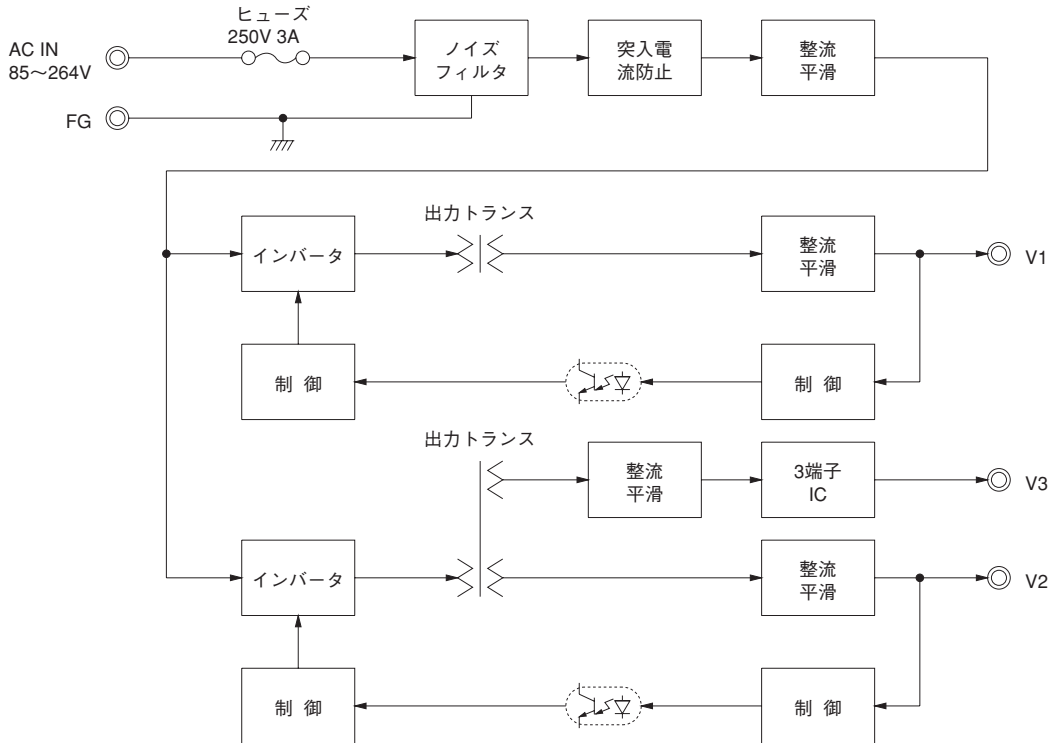 ヒューズ
250V 3A
AC IN
85～264V
FG
ノイズ
フィルタ
突入電
流防止
整流
平滑
出力トランス
インバータ
整流
平滑
V1
制 御
制 御
出力トランス
整流
平滑
3端子
IC
V3
インバータ
整流
平滑
V2
制 御
制 御